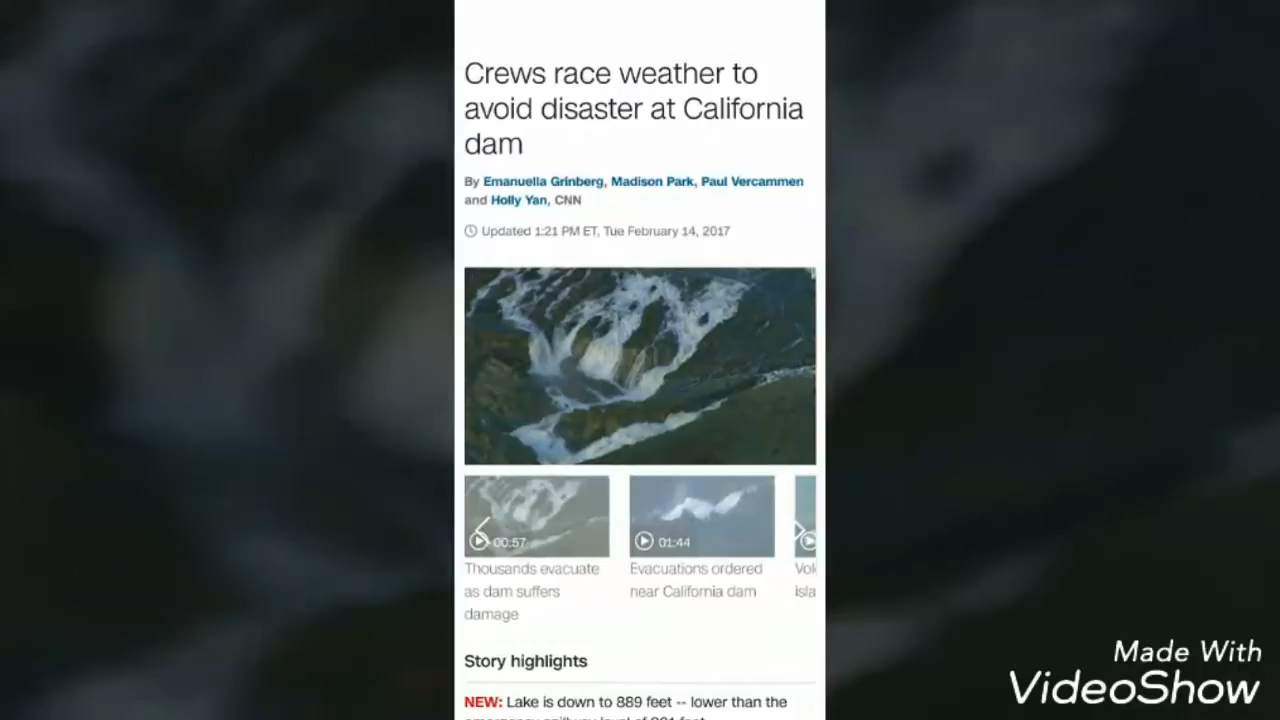 Crews race weather to
avoid disaster at California
dam
By Emanuella Grinberg, Madison Park, Paul Vercammen
and Holly Yan, CNN
Updated 1:21 PM ET, Tue February 14, 2017
00:57
01:44
Thousands evacuate
as dam suffers
damage
Evacuations ordered
near California dam
Story highlights
NEW: Lake is down to 889 feet -- lower than the
Made With
VideoShow